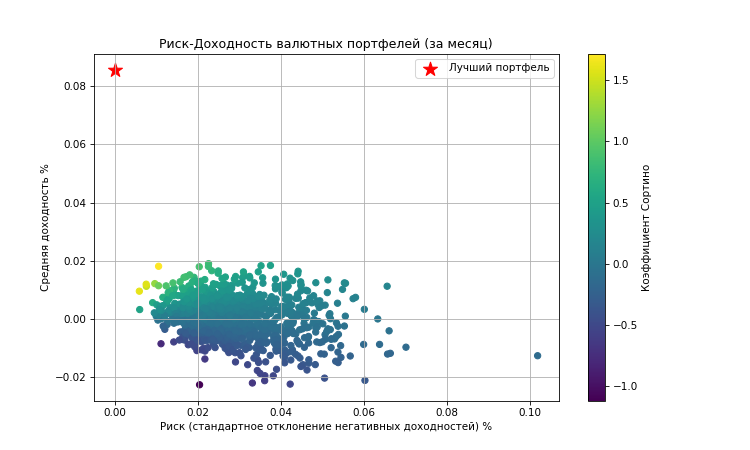 Риск-Доходность валютных портфелей (за месяц)
Лучший портфель
Средняя доходность %
0.08
0.06
0.04
0.02
0.00
−0.02
0.00 0.02 0.04 0.06 0.08 0.10
Риск (стандартное отклонение негативных доходностей) %
1.5
1.0
0.5
0.0
−0.5
−1.0
Коэффициент Сортино